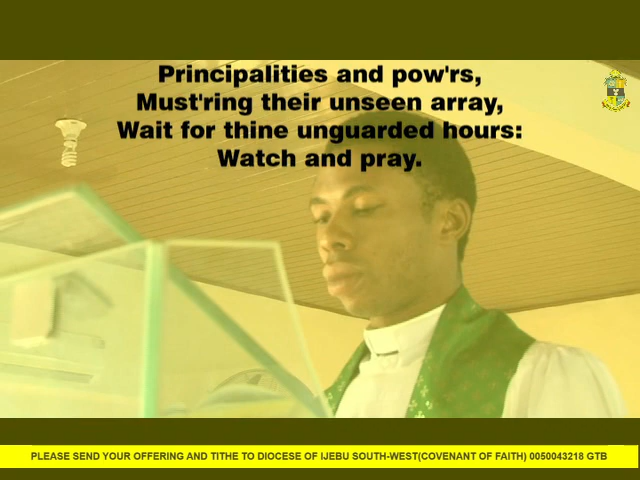 Principalities and pow'rs,
Must'ring their unseen array,
Wait for thine unguarded hours:
Watch and pray.
PLEASE SEND YOUR OFFERING AND TITHE TO DIOCESE OF IJEBU SOUTH-WEST(COVENANT OF FAITH) 0050043218 GTB